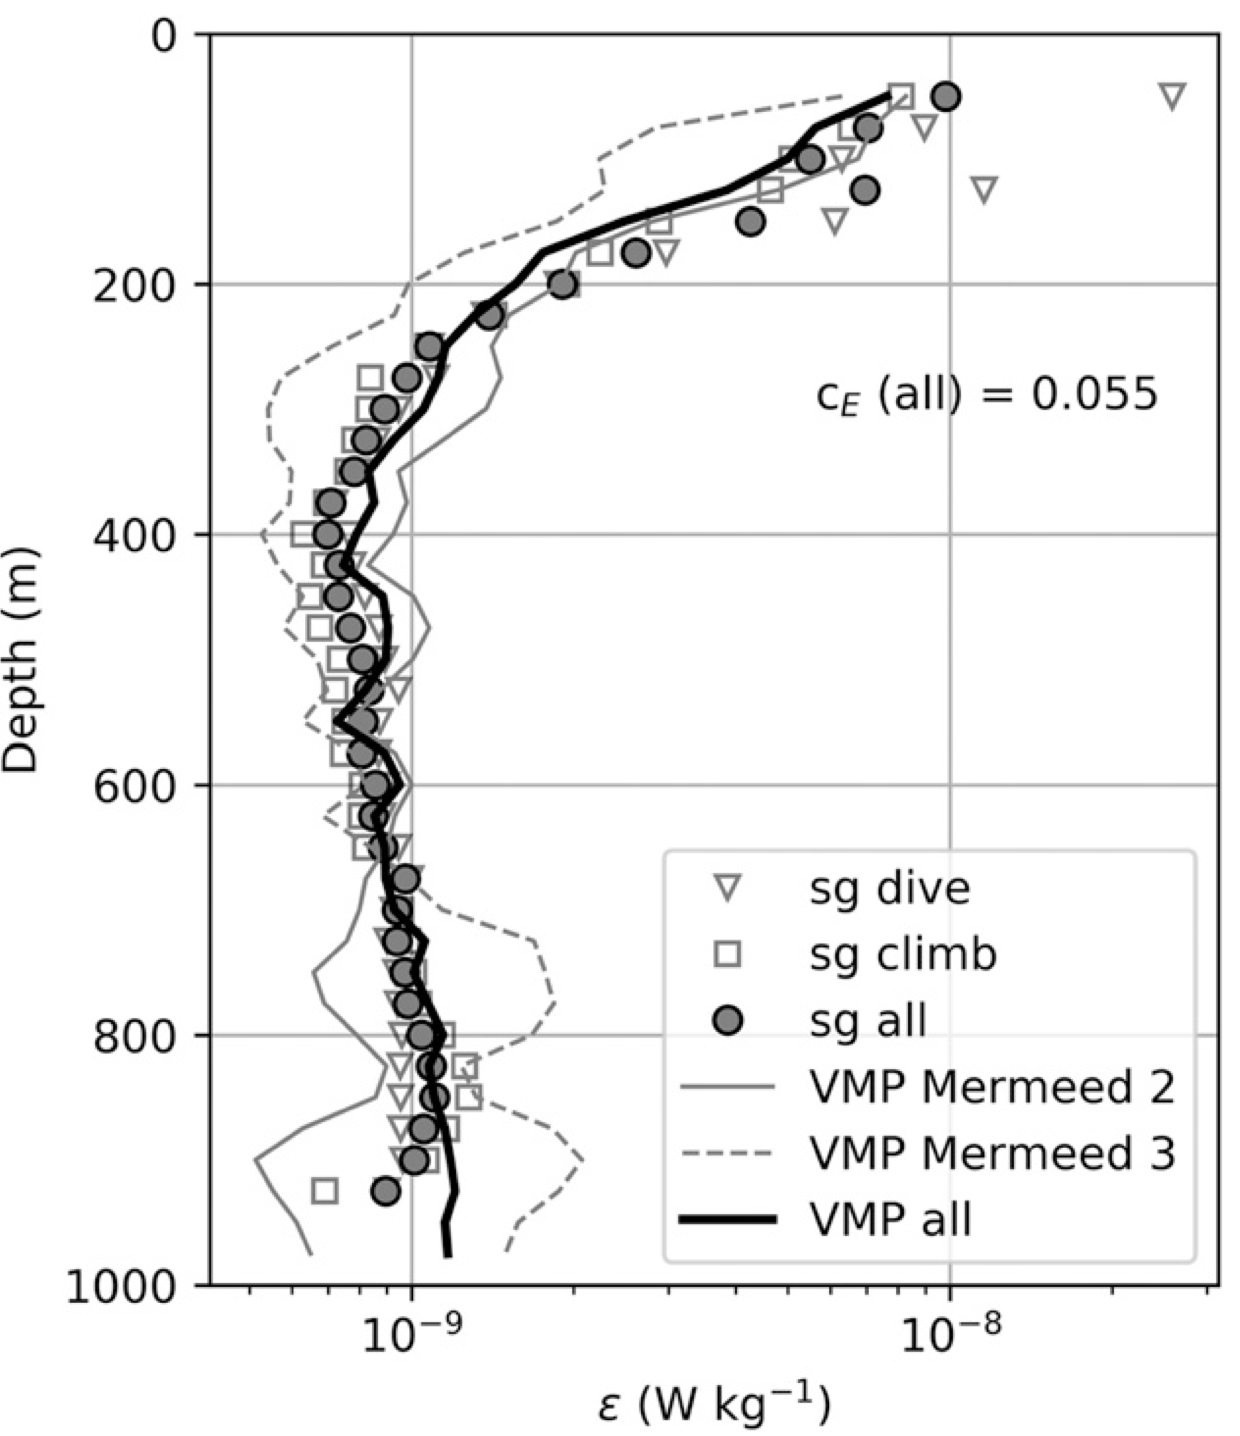 0
200
400
600
800
1000
Depth (m)
10⁻⁹
10⁻⁸
ε (W kg⁻¹)
c_E (all) = 0.055
sg dive
sg climb
sg all
VMP Mermeed 2
VMP Mermeed 3
VMP all